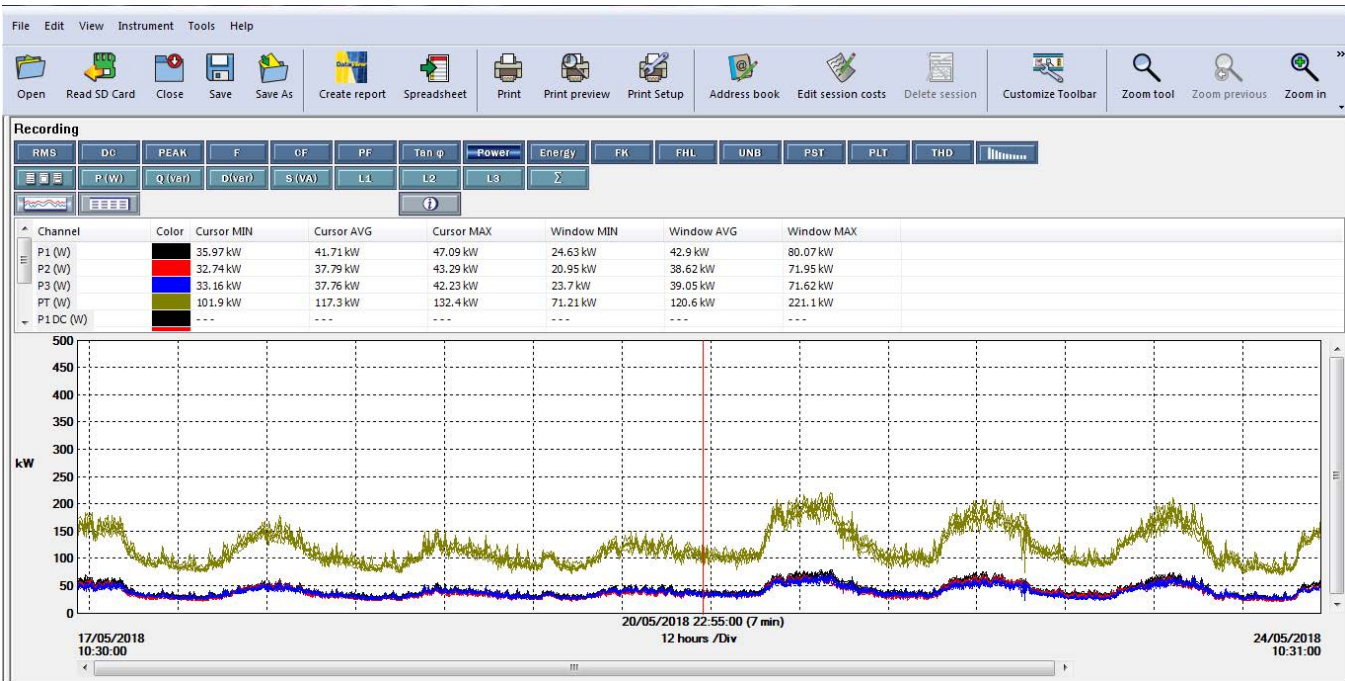 File Edit View Instrument Tools Help
Open Read SD Card Close Save Save As Create report Spreadsheet Print Print preview Print Setup Address book Edit session costs Delete session Customize Toolbar Zoom tool Zoom previous Zoom in
Recording
RMS DC PEAK F CF PF Tan φ Power Energy FK FHL UNB PST PLT THD
P (W) Q (var) D(var) S (VA) L1 L2 L3 Σ
Channel Color Cursor MIN Cursor AVG Cursor MAX Window MIN Window AVG Window MAX
P1 (W) 35.97 kW 41.71 kW 47.09 kW 24.63 kW 42.9 kW 80.07 kW
P2 (W) 32.74 kW 37.79 kW 43.29 kW 20.95 kW 38.62 kW 71.95 kW
P3 (W) 33.16 kW 37.76 kW 42.23 kW 23.7 kW 39.05 kW 71.62 kW
PT (W) 101.9 kW 117.3 kW 132.4 kW 71.21 kW 120.6 kW 221.1 kW
P1 DC (W) - - - - - - - - - - - - - - - - - -
500
450
400
350
300
kW
250
200
150
100
50
0
20/05/2018 22:55:00 (7 min)
17/05/2018 12 hours /Div 24/05/2018
10:30:00 10:31:00